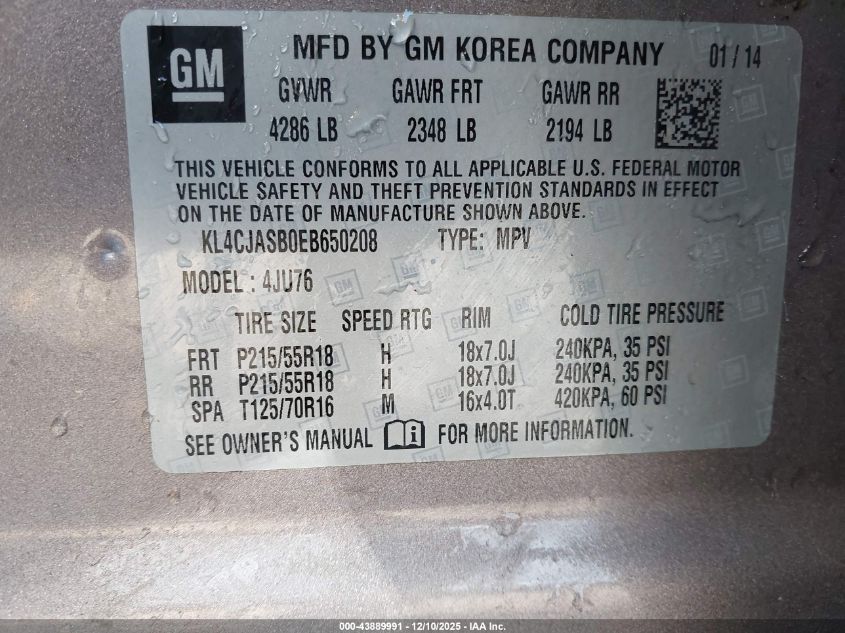 GM
MFD BY GM KOREA COMPANY 01/14
GVWR GAWR FRT GAWR RR
4286 LB 2348 LB 2194 LB
THIS VEHICLE CONFORMS TO ALL APPLICABLE U.S. FEDERAL MOTOR
VEHICLE SAFETY AND THEFT PREVENTION STANDARDS IN EFFECT
ON THE DATE OF MANUFACTURE SHOWN ABOVE.
KL4CJASB0EB650208 TYPE: MPV
MODEL : 4JU76
TIRE SIZE SPEED RTG RIM COLD TIRE PRESSURE
FRT P215/55R18 H 18x7.0J 240KPA, 35 PSI
RR P215/55R18 H 18x7.0J 240KPA, 35 PSI
SPA T125/70R16 M 16x4.0T 420KPA, 60 PSI
SEE OWNER'S MANUAL FOR MORE INFORMATION.
000-43889991 - 12/10/2025 - IAA Inc.